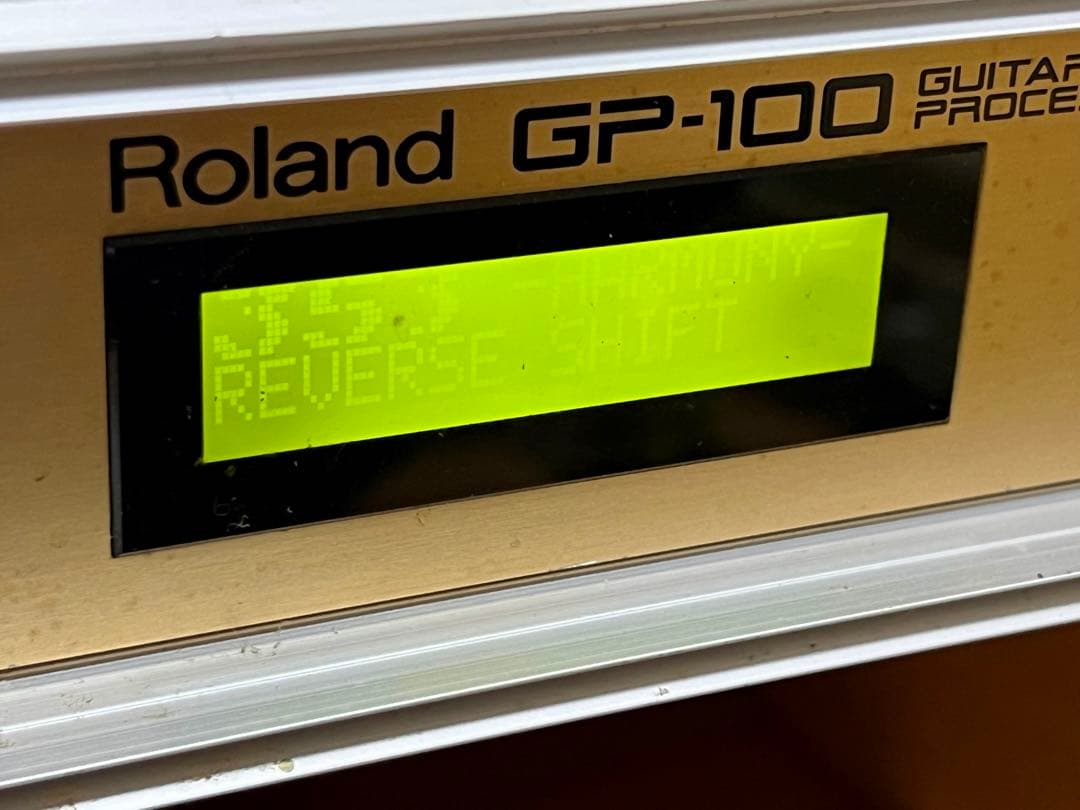 Roland GP-100 GUITAR
PROCE
-HARMONY-
REVERSE SHIFT